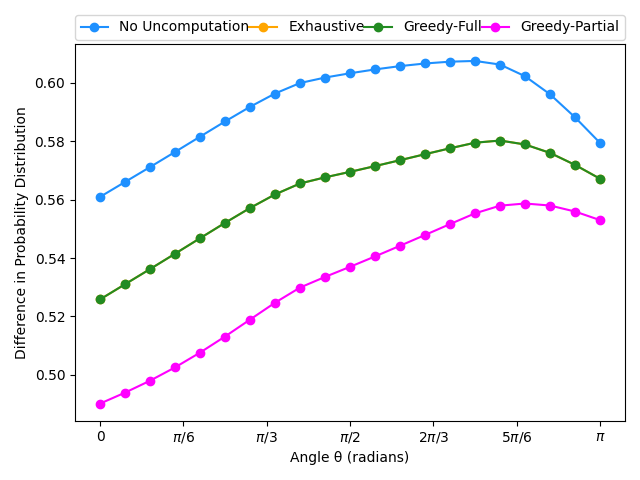 No Uncomputation Exhaustive Greedy-Full Greedy-Partial
Difference in Probability Distribution
0.60
0.58
0.56
0.54
0.52
0.50
0 π/6 π/3 π/2 2π/3 5π/6 π
Angle θ (radians)